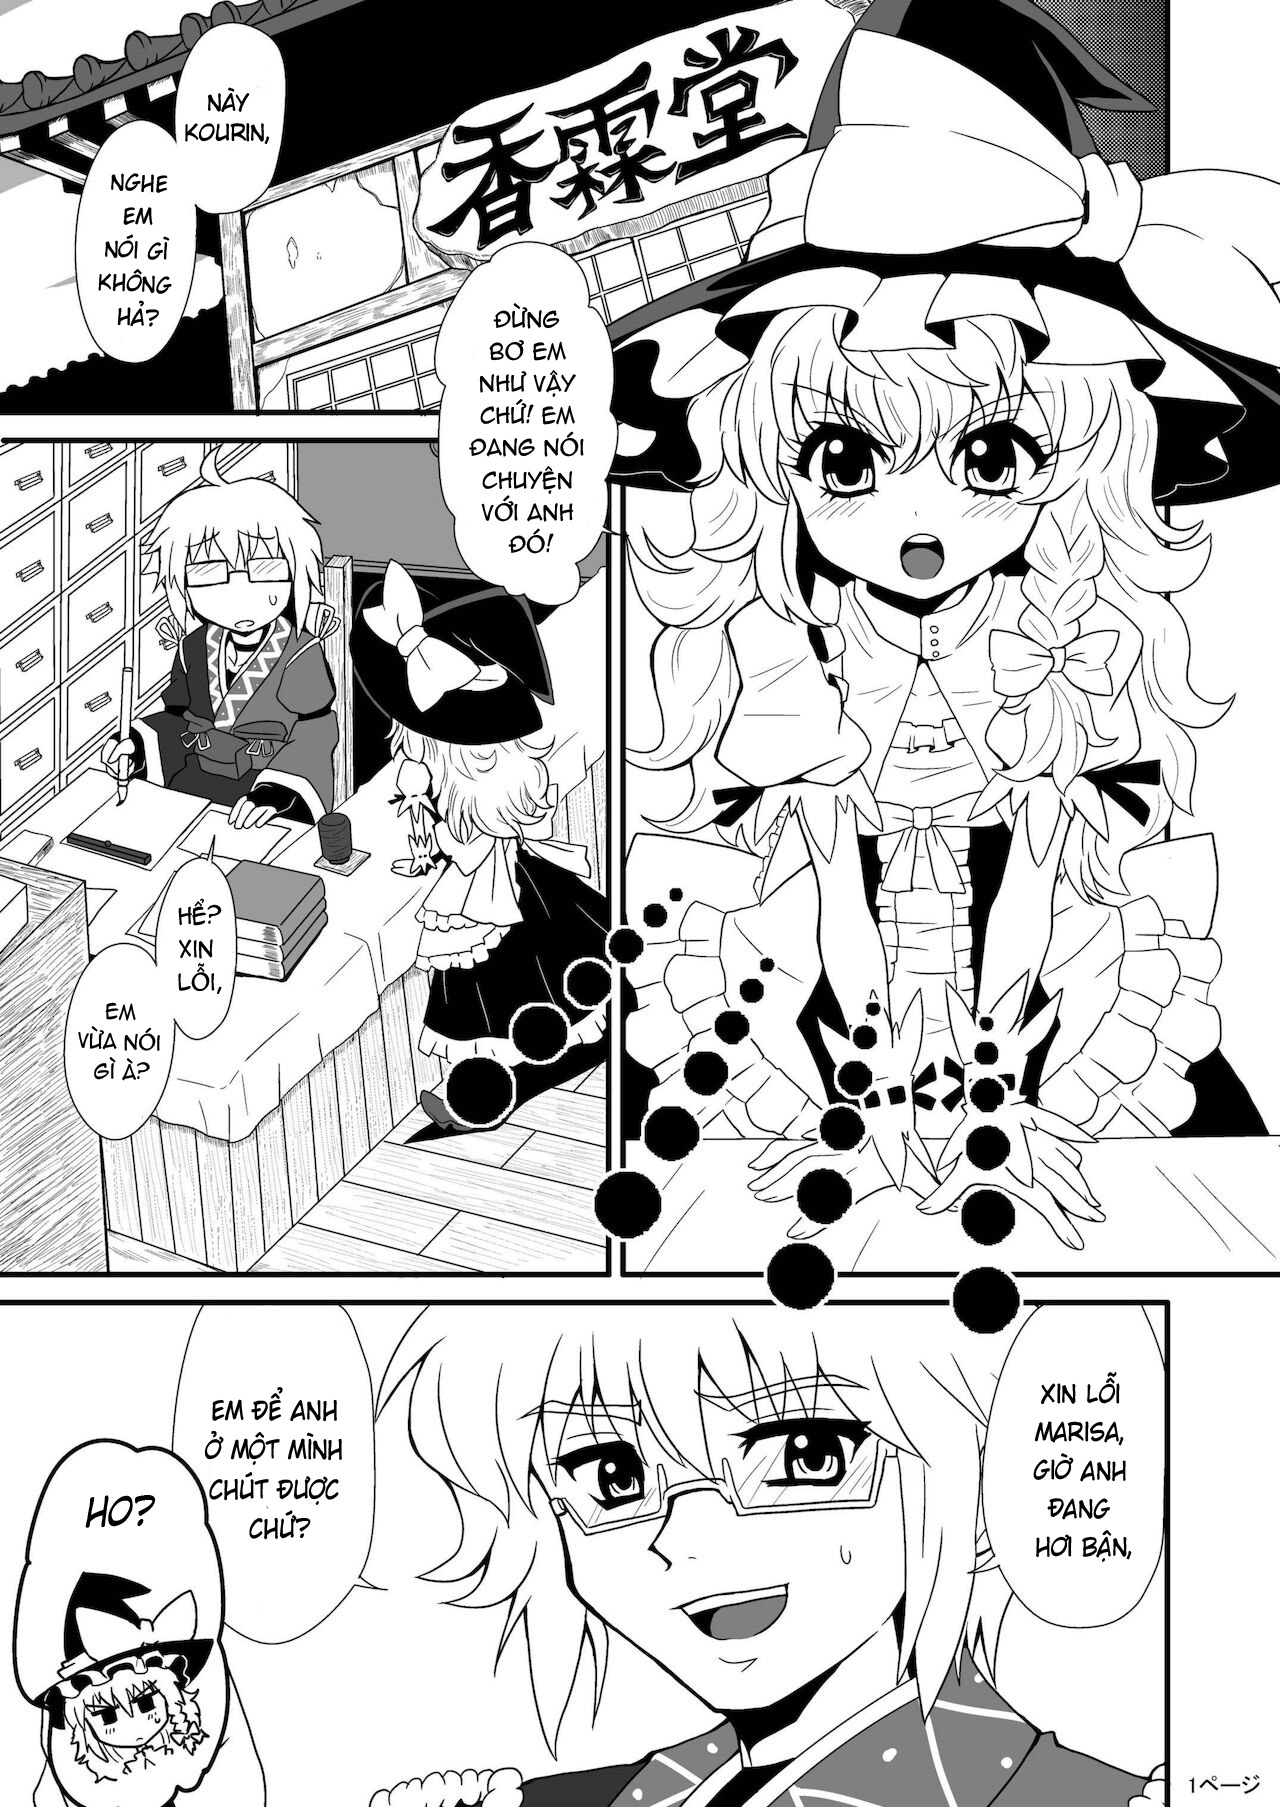 NÀY
KOURIN,
NGHE
EM
NÓI GÌ
KHÔNG
HẢ?
香霖堂
ĐỪNG
BƠ EM
NHƯ VẬY
CHỨ! EM
ĐANG NÓI
CHUYỆN
VỚI ANH
ĐÓ!
HỂ?
XIN
LỖI,
EM
VỪA NÓI
GÌ À?
XIN LỖI
MARISA,
GIỜ ANH
ĐANG
HƠI BẬN,
EM ĐỂ ANH
Ở MỘT MÌNH
CHÚT ĐƯỢC
CHỨ?
HO?
1ページ